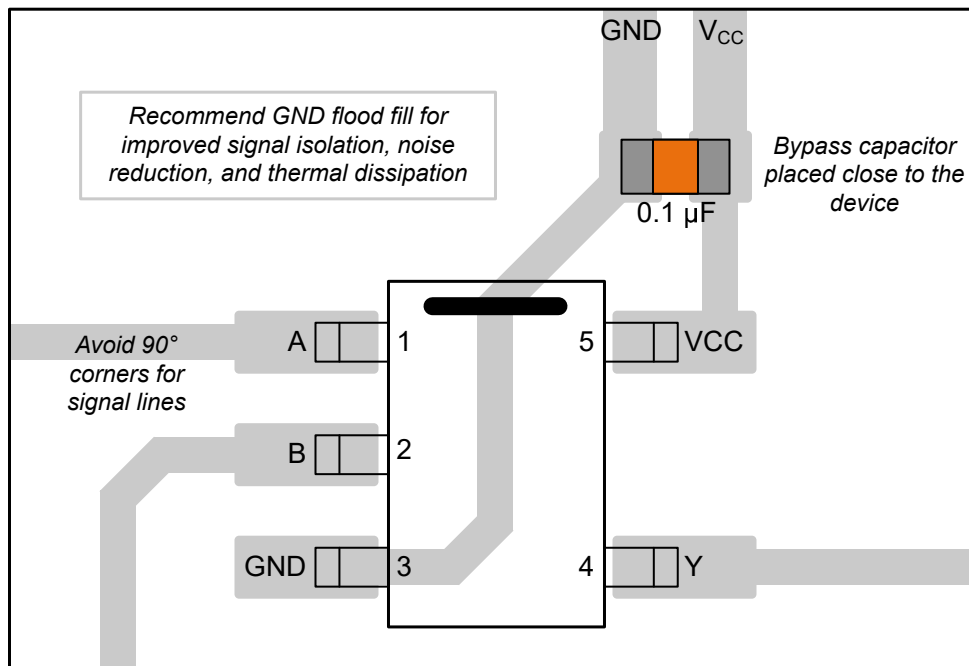 GND
VCC
Recommend GND flood fill for
improved signal isolation, noise
reduction, and thermal dissipation
Bypass capacitor
placed close to the
device
0.1 µF
A
1
5
VCC
Avoid 90°
corners for
signal lines
B
2
GND
3
4
Y